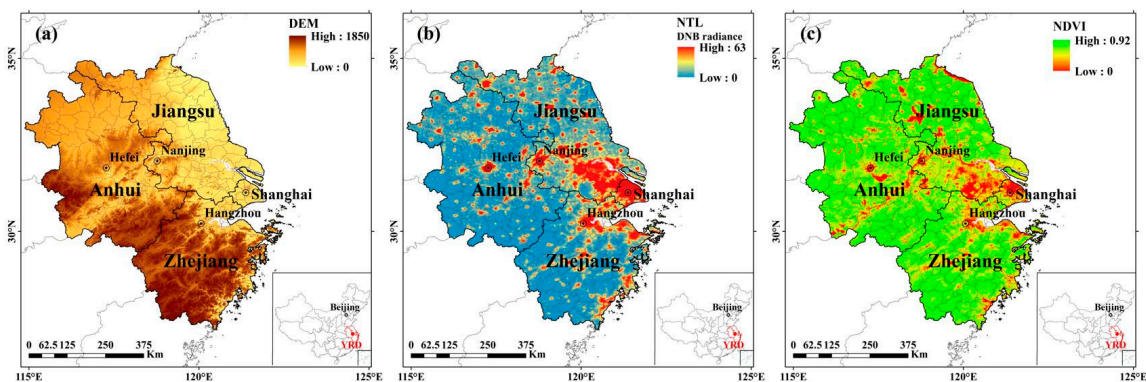 (a)
DEM
High : 1850
Low : 0
35°N
30°N
Jiangsu
Nanjing
Hefei
Anhui
Shanghai
Hangzhou
Zhejiang
Beijing
YRD
0 62.5 125 250 375
Km
115°E 120°E 125°E
(b)
NTL
DNB radiance
High : 63
Low : 0
35°N
30°N
Jiangsu
Nanjing
Hefei
Anhui
Shanghai
Hangzhou
Zhejiang
Beijing
YRD
0 62.5 125 250 375
Km
115°E 120°E 125°E
(c)
NDVI
High : 0.92
Low : 0
35°N
30°N
Jiangsu
Nanjing
Hefei
Anhui
Shanghai
Hangzhou
Zhejiang
Beijing
YRD
0 62.5 125 250 375
Km
115°E 120°E 125°E